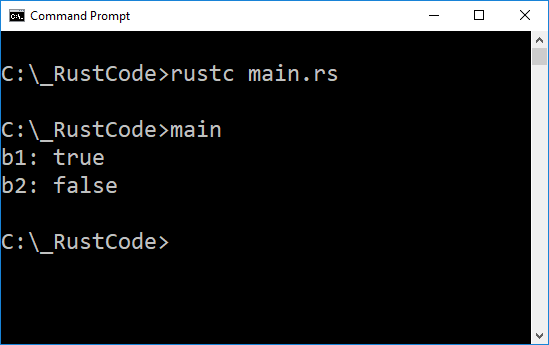 Command Prompt
C:\_RustCode>rustc main.rs
C:\_RustCode>main
b1: true
b2: false
C:\_RustCode>